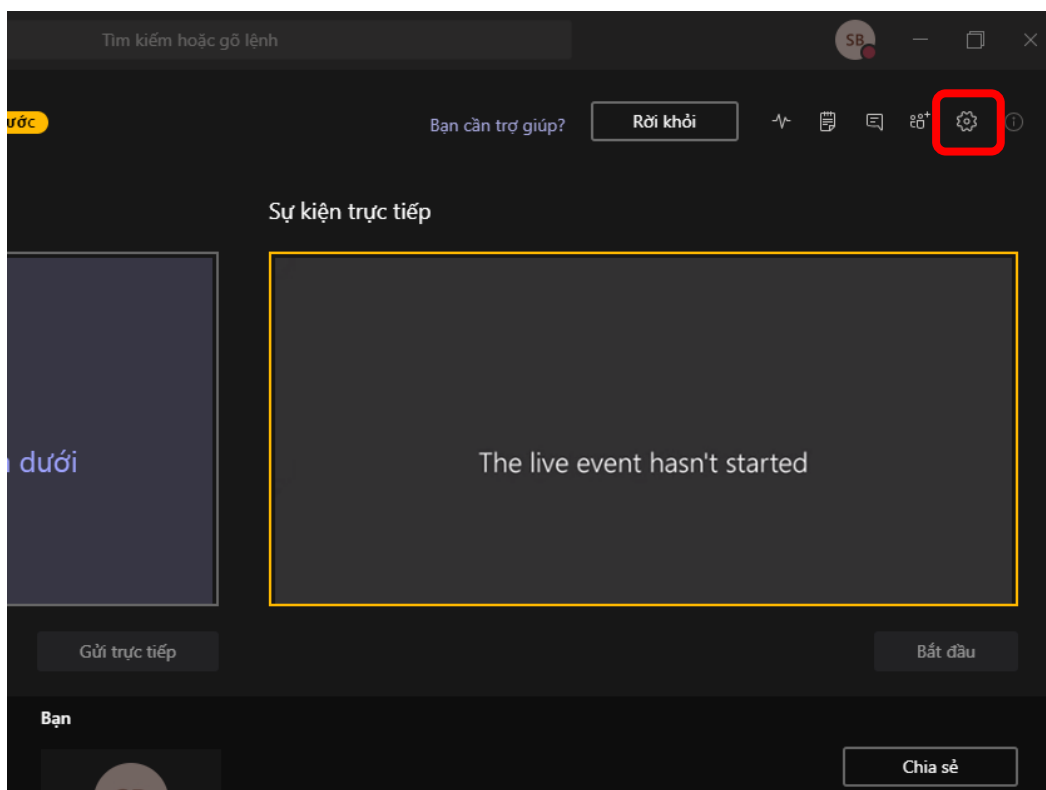 Tìm kiếm hoặc gõ lệnh
SB
ước
Bạn cần trợ giúp?
Rời khỏi
Sự kiện trực tiếp
dưới
The live event hasn't started
Gửi trực tiếp
Bắt đầu
Bạn
Chia sẻ